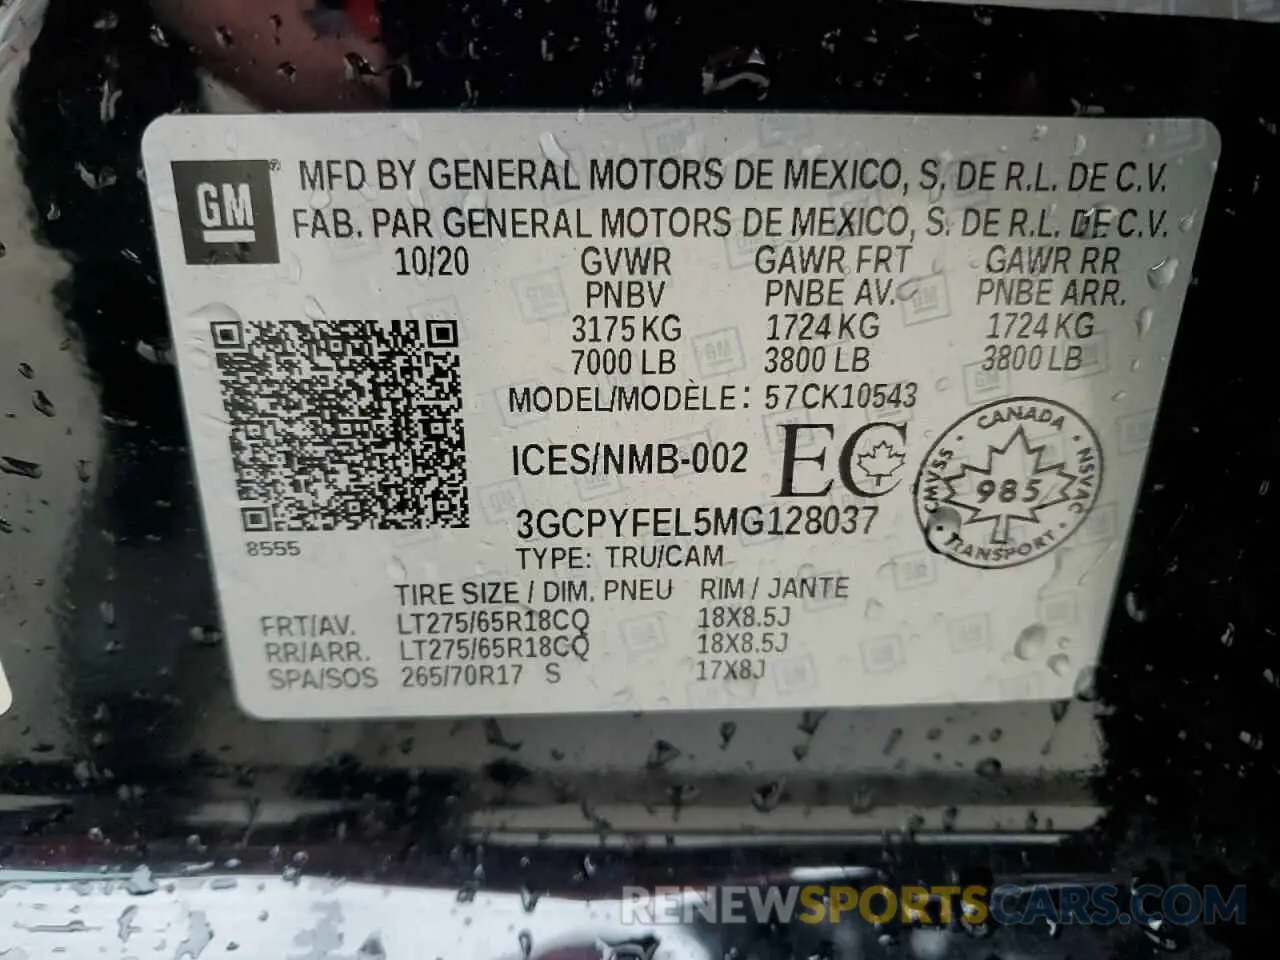 GM
MFD BY GENERAL MOTORS DE MEXICO, S. DE R.L. DE C.V.
FAB. PAR GENERAL MOTORS DE MEXICO, S. DE R.L. DE C.V.
10/20 GVWR GAWR FRT GAWR RR
PNBV PNBE AV. PNBE ARR.
3175 KG 1724 KG 1724 KG
7000 LB 3800 LB 3800 LB
MODEL/MODÈLE: 57CK10543
ICES/NMB-002 EC
CANADA
CMVSS 985 NSVAC
TRANSPORT
3GCPYFEL5MG128037
8555
TYPE: TRU/CAM
TIRE SIZE / DIM. PNEU RIM / JANTE
FRT/AV. LT275/65R18CQ 18X8.5J
RR/ARR. LT275/65R18CQ 18X8.5J
SPA/SOS 265/70R17 S 17X8J
RENEWSPORTSCARS.COM